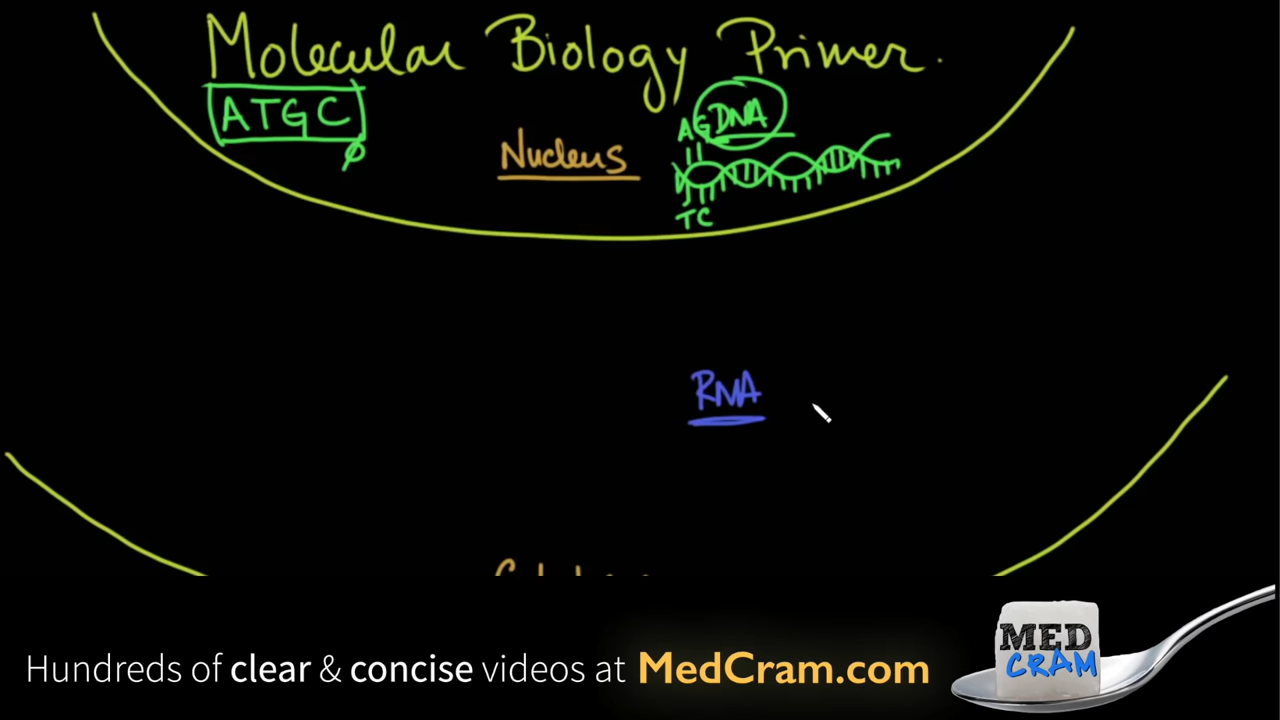 Molecular Biology Primer.
ATGC
AG DNA
Nucleus
TC
RNA
Hundreds of clear & concise videos at MedCram.com
MED
CRAM